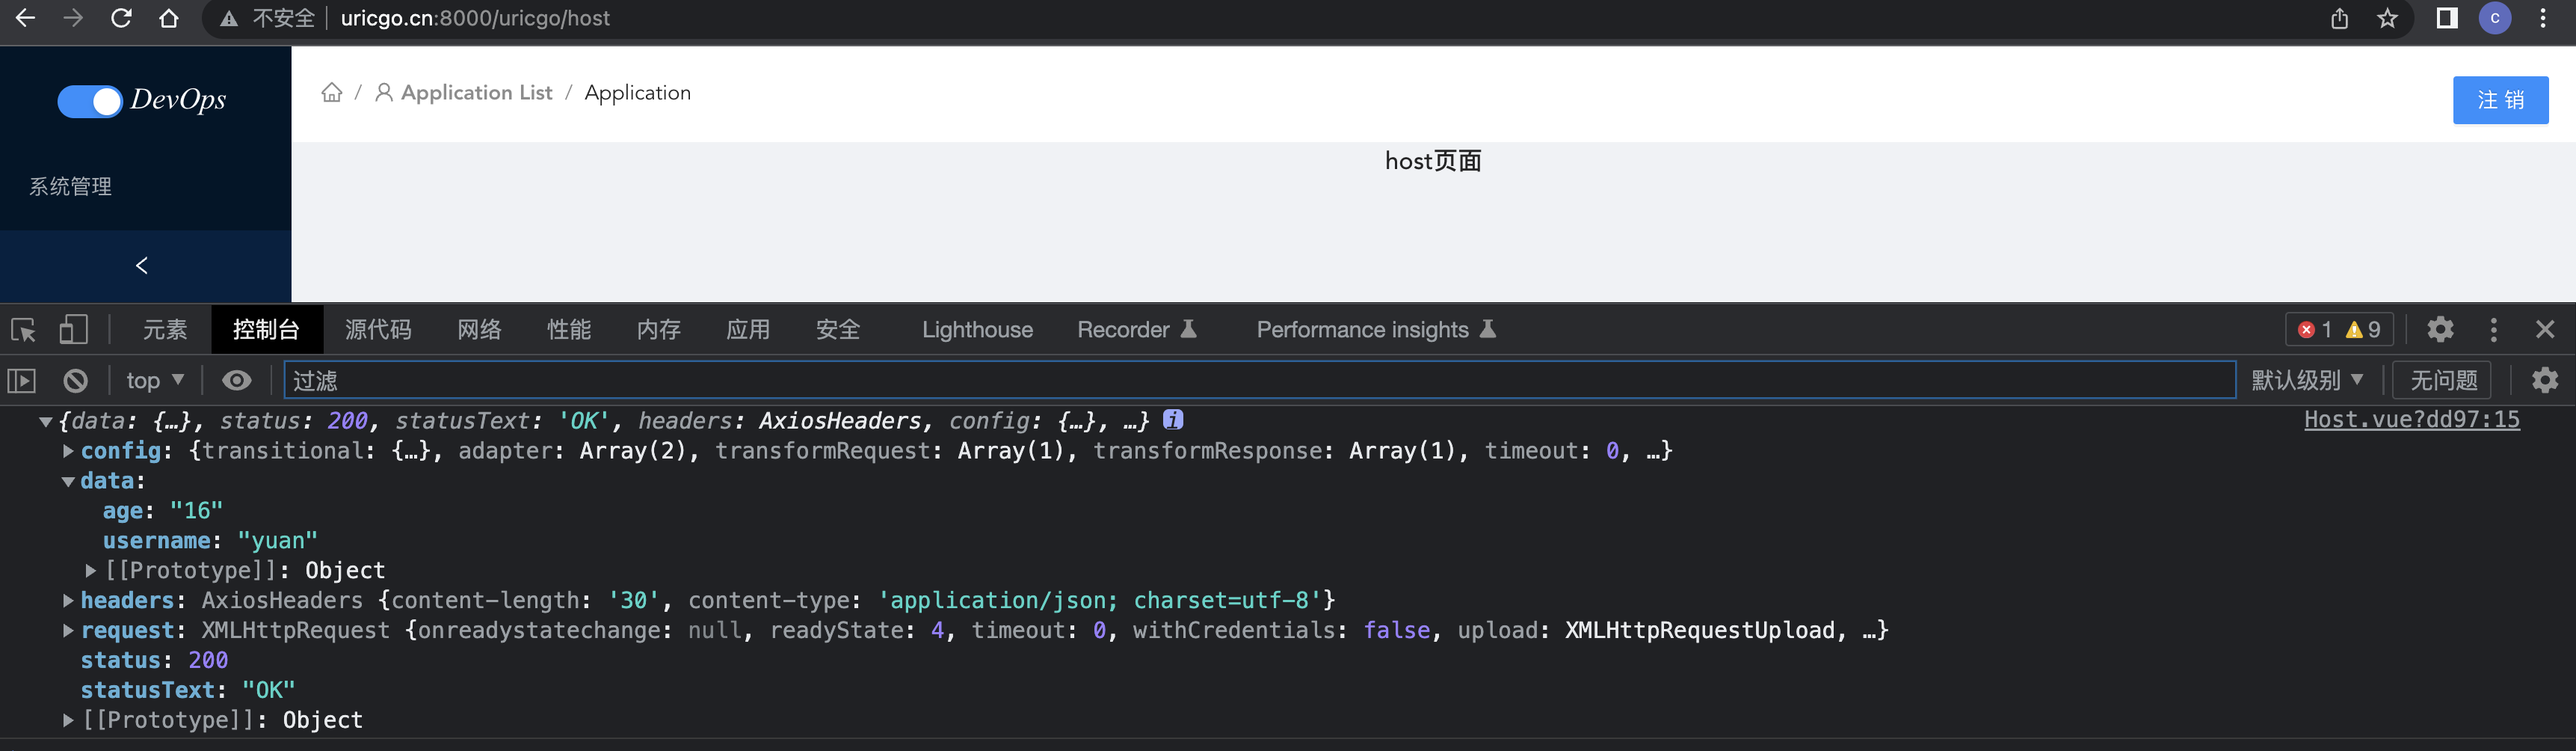 不安全 | uricgo.cn:8000/uricgo/host
c
DevOps
/ Application List / Application
注 销
host页面
系统管理
元素 控制台 源代码 网络 性能 内存 应用 安全 Lighthouse Recorder Performance insights 1 9
top 过滤 默认级别 无问题
{data: {…}, status: 200, statusText: 'OK', headers: AxiosHeaders, config: {…}, …} i Host.vue?dd97:15
config: {transitional: {…}, adapter: Array(2), transformRequest: Array(1), transformResponse: Array(1), timeout: 0, …}
data:
age: "16"
username: "yuan"
[[Prototype]]: Object
headers: AxiosHeaders {content-length: '30', content-type: 'application/json; charset=utf-8'}
request: XMLHttpRequest {onreadystatechange: null, readyState: 4, timeout: 0, withCredentials: false, upload: XMLHttpRequestUpload, …}
status: 200
statusText: "OK"
[[Prototype]]: Object